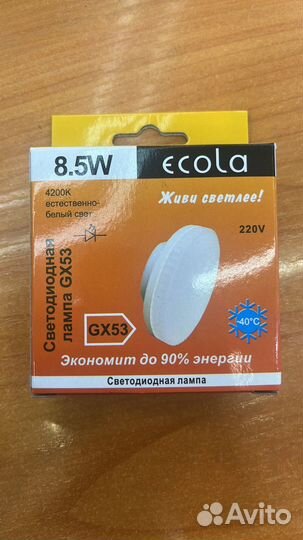 8.5W
ecola
4200К
естественно-
белый свет
Живи светлее!
220V
Светодиодная
лампа GX53
GX53
-40°C
Экономит до 90% энергии
Светодиодная лампа
Avito